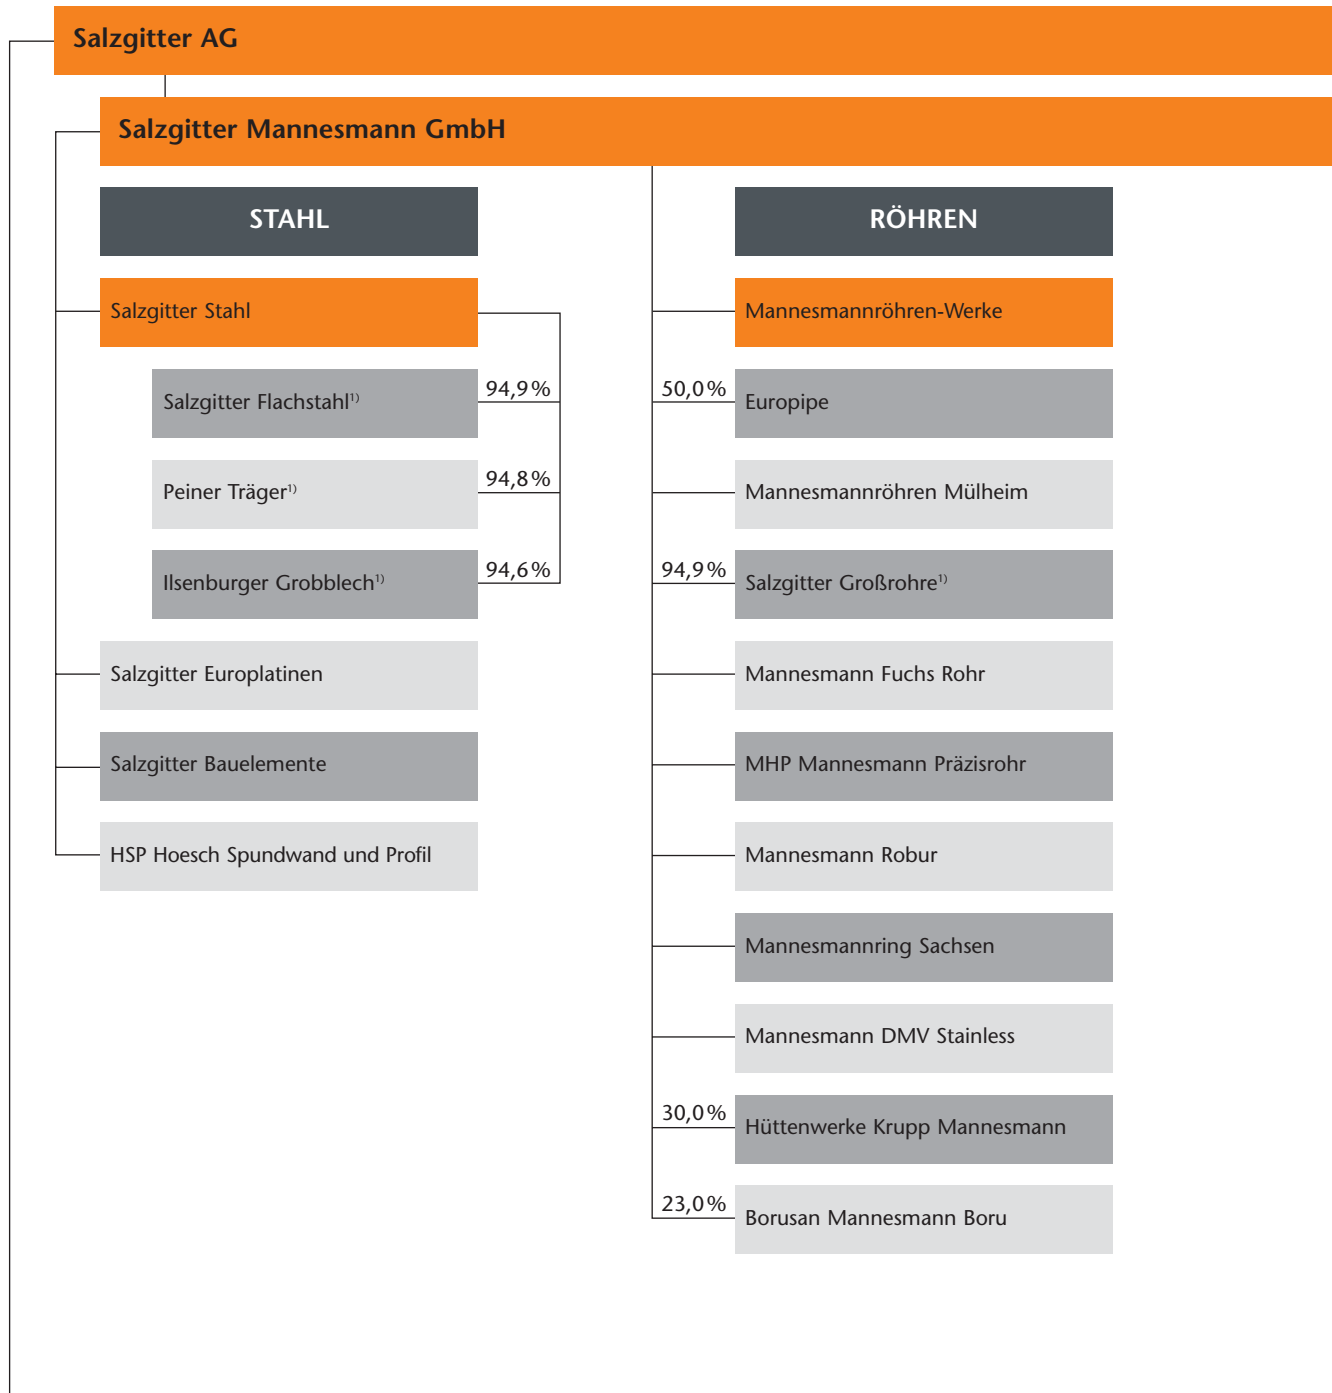 Salzgitter AG
Salzgitter Mannesmann GmbH
STAHL
Salzgitter Stahl
Salzgitter Flachstahl¹⁾
94,9%
Peiner Träger¹⁾
94,8%
Ilsenburger Grobblech¹⁾
94,6%
Salzgitter Europlatinen
Salzgitter Bauelemente
HSP Hoesch Spundwand und Profil
RÖHREN
Mannesmannröhren-Werke
50,0%
Europipe
Mannesmannröhren Mülheim
94,9%
Salzgitter Großrohre¹⁾
Mannesmann Fuchs Rohr
MHP Mannesmann Präzisrohr
Mannesmann Robur
Mannesmannring Sachsen
Mannesmann DMV Stainless
30,0%
Hüttenwerke Krupp Mannesmann
23,0%
Borusan Mannesmann Boru